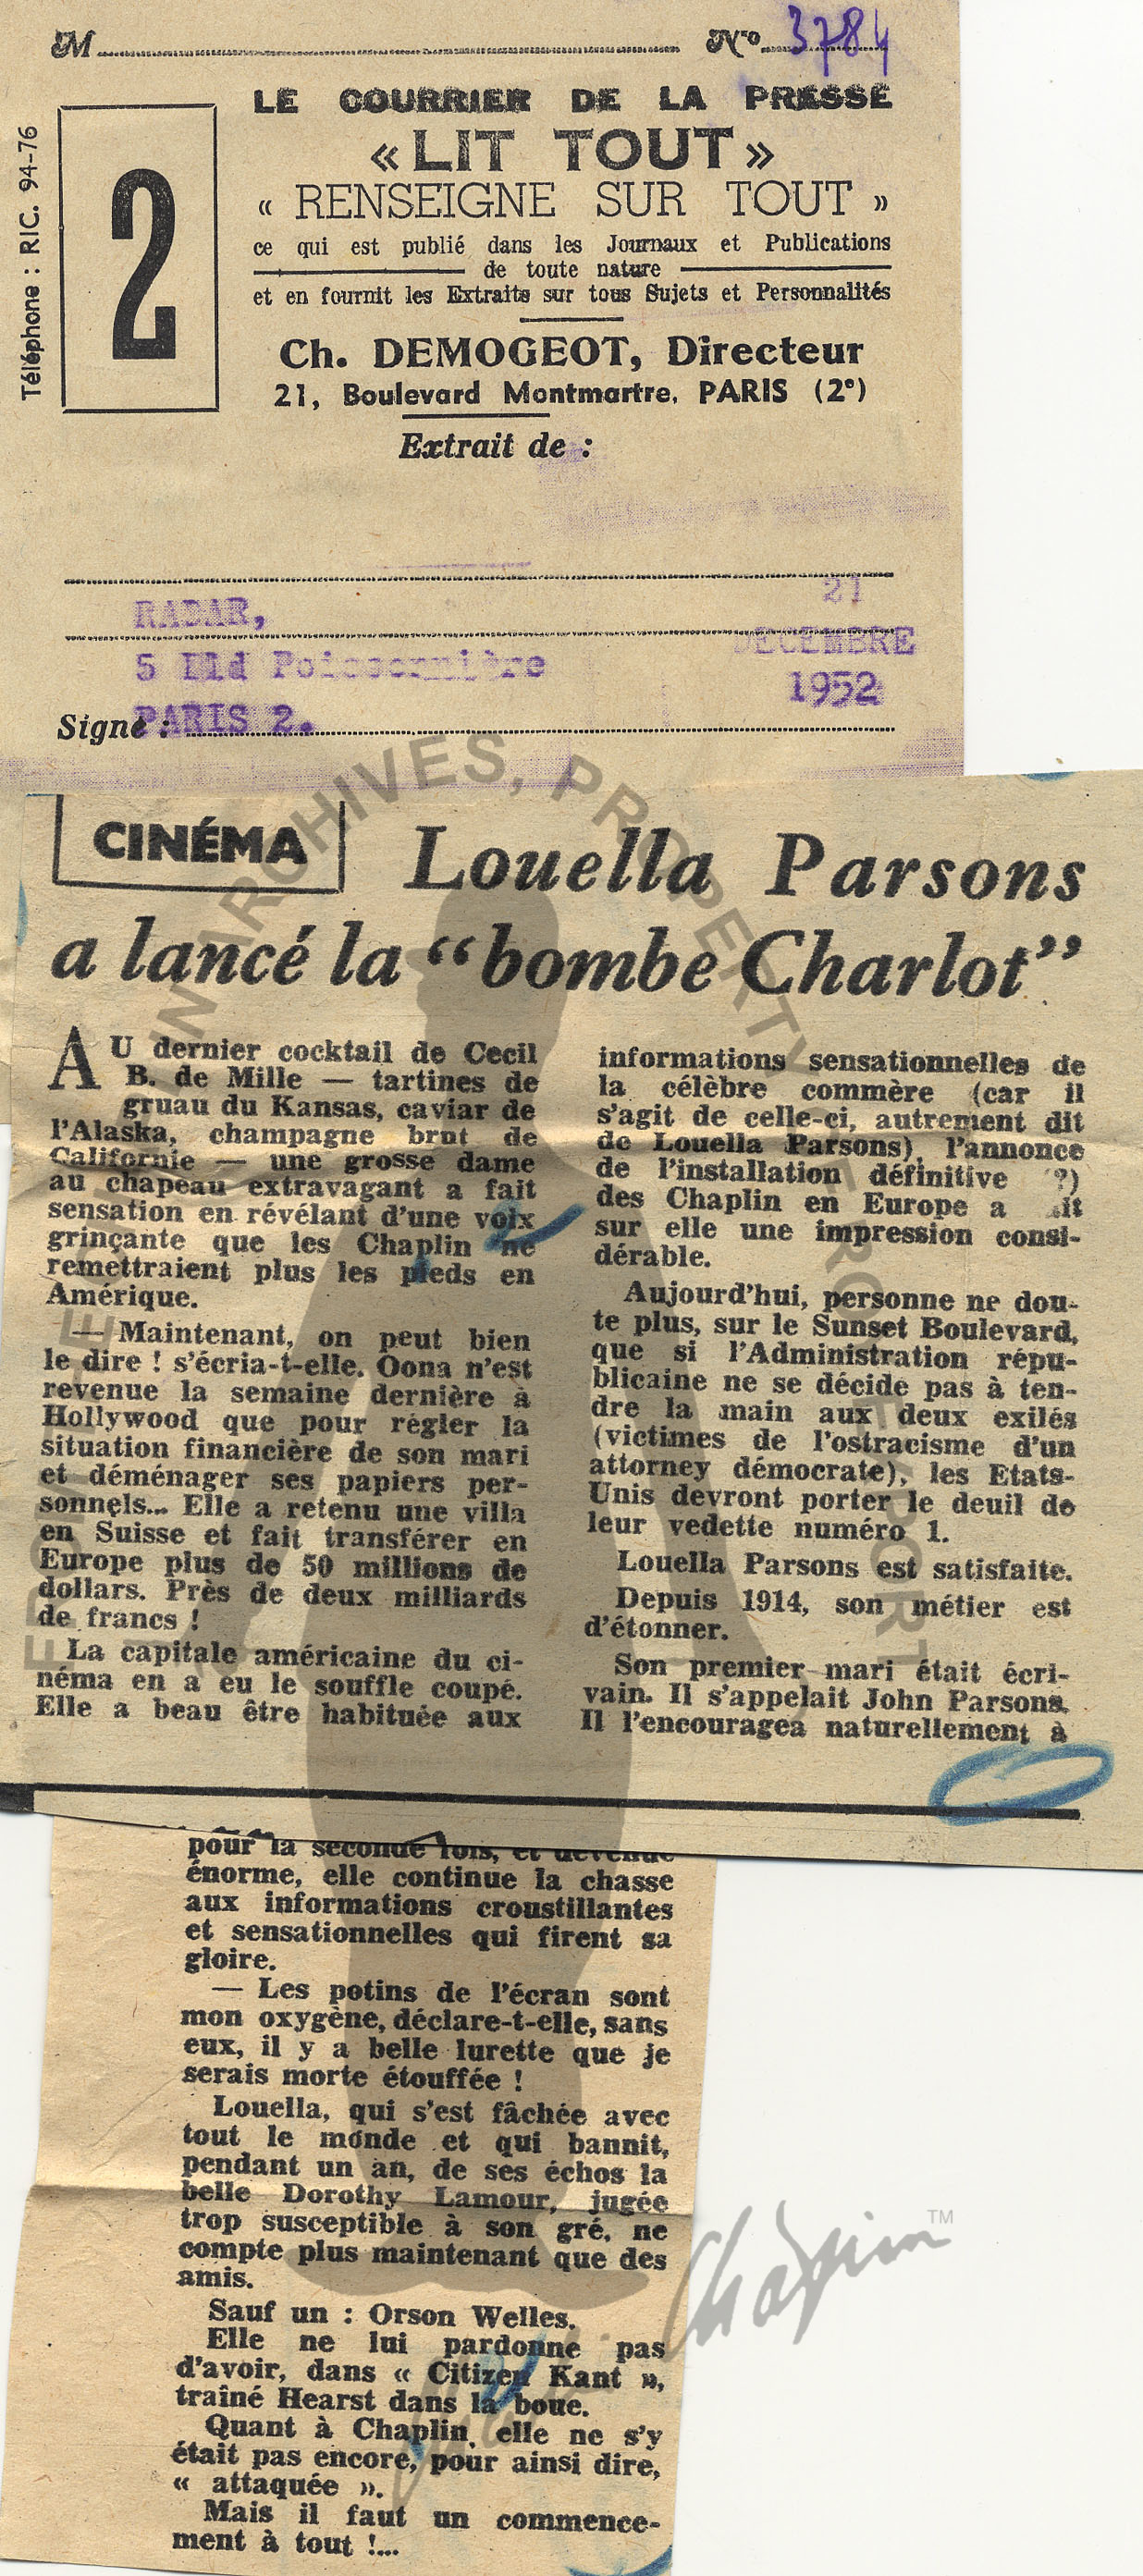 M
No 3784
Téléphone : RIC. 94-76
2
LE COURRIER DE LA PRESSE
« LIT TOUT »
« RENSEIGNE SUR TOUT »
ce qui est publié dans les Journaux et Publications
de toute nature
et en fournit les Extraits sur tous Sujets et Personnalités
Ch. DEMOGEOT, Directeur
21, Boulevard Montmartre, PARIS (2e)
Extrait de :
21
RADAR,
DECEMBRE
5 Bld Poissonnière
1952
Signé : PARIS 2.
CINÉMA
Louella Parsons
a lancé la “bombe Charlot”
AU dernier cocktail de Cecil
B. de Mille — tartines de
gruau du Kansas, caviar de
l'Alaska, champagne brut de
Californie — une grosse dame
au chapeau extravagant a fait
sensation en révélant d'une voix
grinçante que les Chaplin ne
remettraient plus les pieds en
Amérique.
— Maintenant, on peut bien
le dire ! s'écria-t-elle. Oona n'est
revenue la semaine dernière à
Hollywood que pour régler la
situation financière de son mari
et déménager ses papiers per-
sonnels... Elle a retenu une villa
en Suisse et fait transférer en
Europe plus de 50 millions de
dollars. Près de deux milliards
de francs !
La capitale américaine du ci-
néma en a eu le souffle coupé.
Elle a beau être habituée aux
informations sensationnelles de
la célèbre commère (car il
s'agit de celle-ci, autrement dit
de Louella Parsons), l'annonce
de l'installation définitive ?)
des Chaplin en Europe a
sur elle une impression consi-
dérable.
Aujourd'hui, personne ne dou-
te plus, sur le Sunset Boulevard,
que si l'Administration répu-
blicaine ne se décide pas à ten-
dre la main aux deux exilés
(victimes de l'ostracisme d'un
attorney démocrate), les Etats-
Unis devront porter le deuil de
leur vedette numéro 1.
Louella Parsons est satisfaite.
Depuis 1914, son métier est
d'étonner.
Son premier mari était écri-
vain. Il s'appelait John Parsons.
Il l'encouragea naturellement à
pour la seconde fois, et devenue
énorme, elle continue la chasse
aux informations croustillantes
et sensationnelles qui firent sa
gloire.
— Les potins de l'écran sont
mon oxygène, déclare-t-elle, sans
eux, il y a belle lurette que je
serais morte étouffée !
Louella, qui s'est fâchée avec
tout le monde et qui bannit,
pendant un an, de ses échos la
belle Dorothy Lamour, jugée
trop susceptible à son gré, ne
compte plus maintenant que des
amis.
Sauf un : Orson Welles.
Elle ne lui pardonne pas
d'avoir, dans « Citizen Kant »,
traîné Hearst dans la boue.
Quant à Chaplin, elle ne s'y
était pas encore, pour ainsi dire,
« attaquée ».
Mais il faut un commence-
ment à tout !...
Chaplin TM